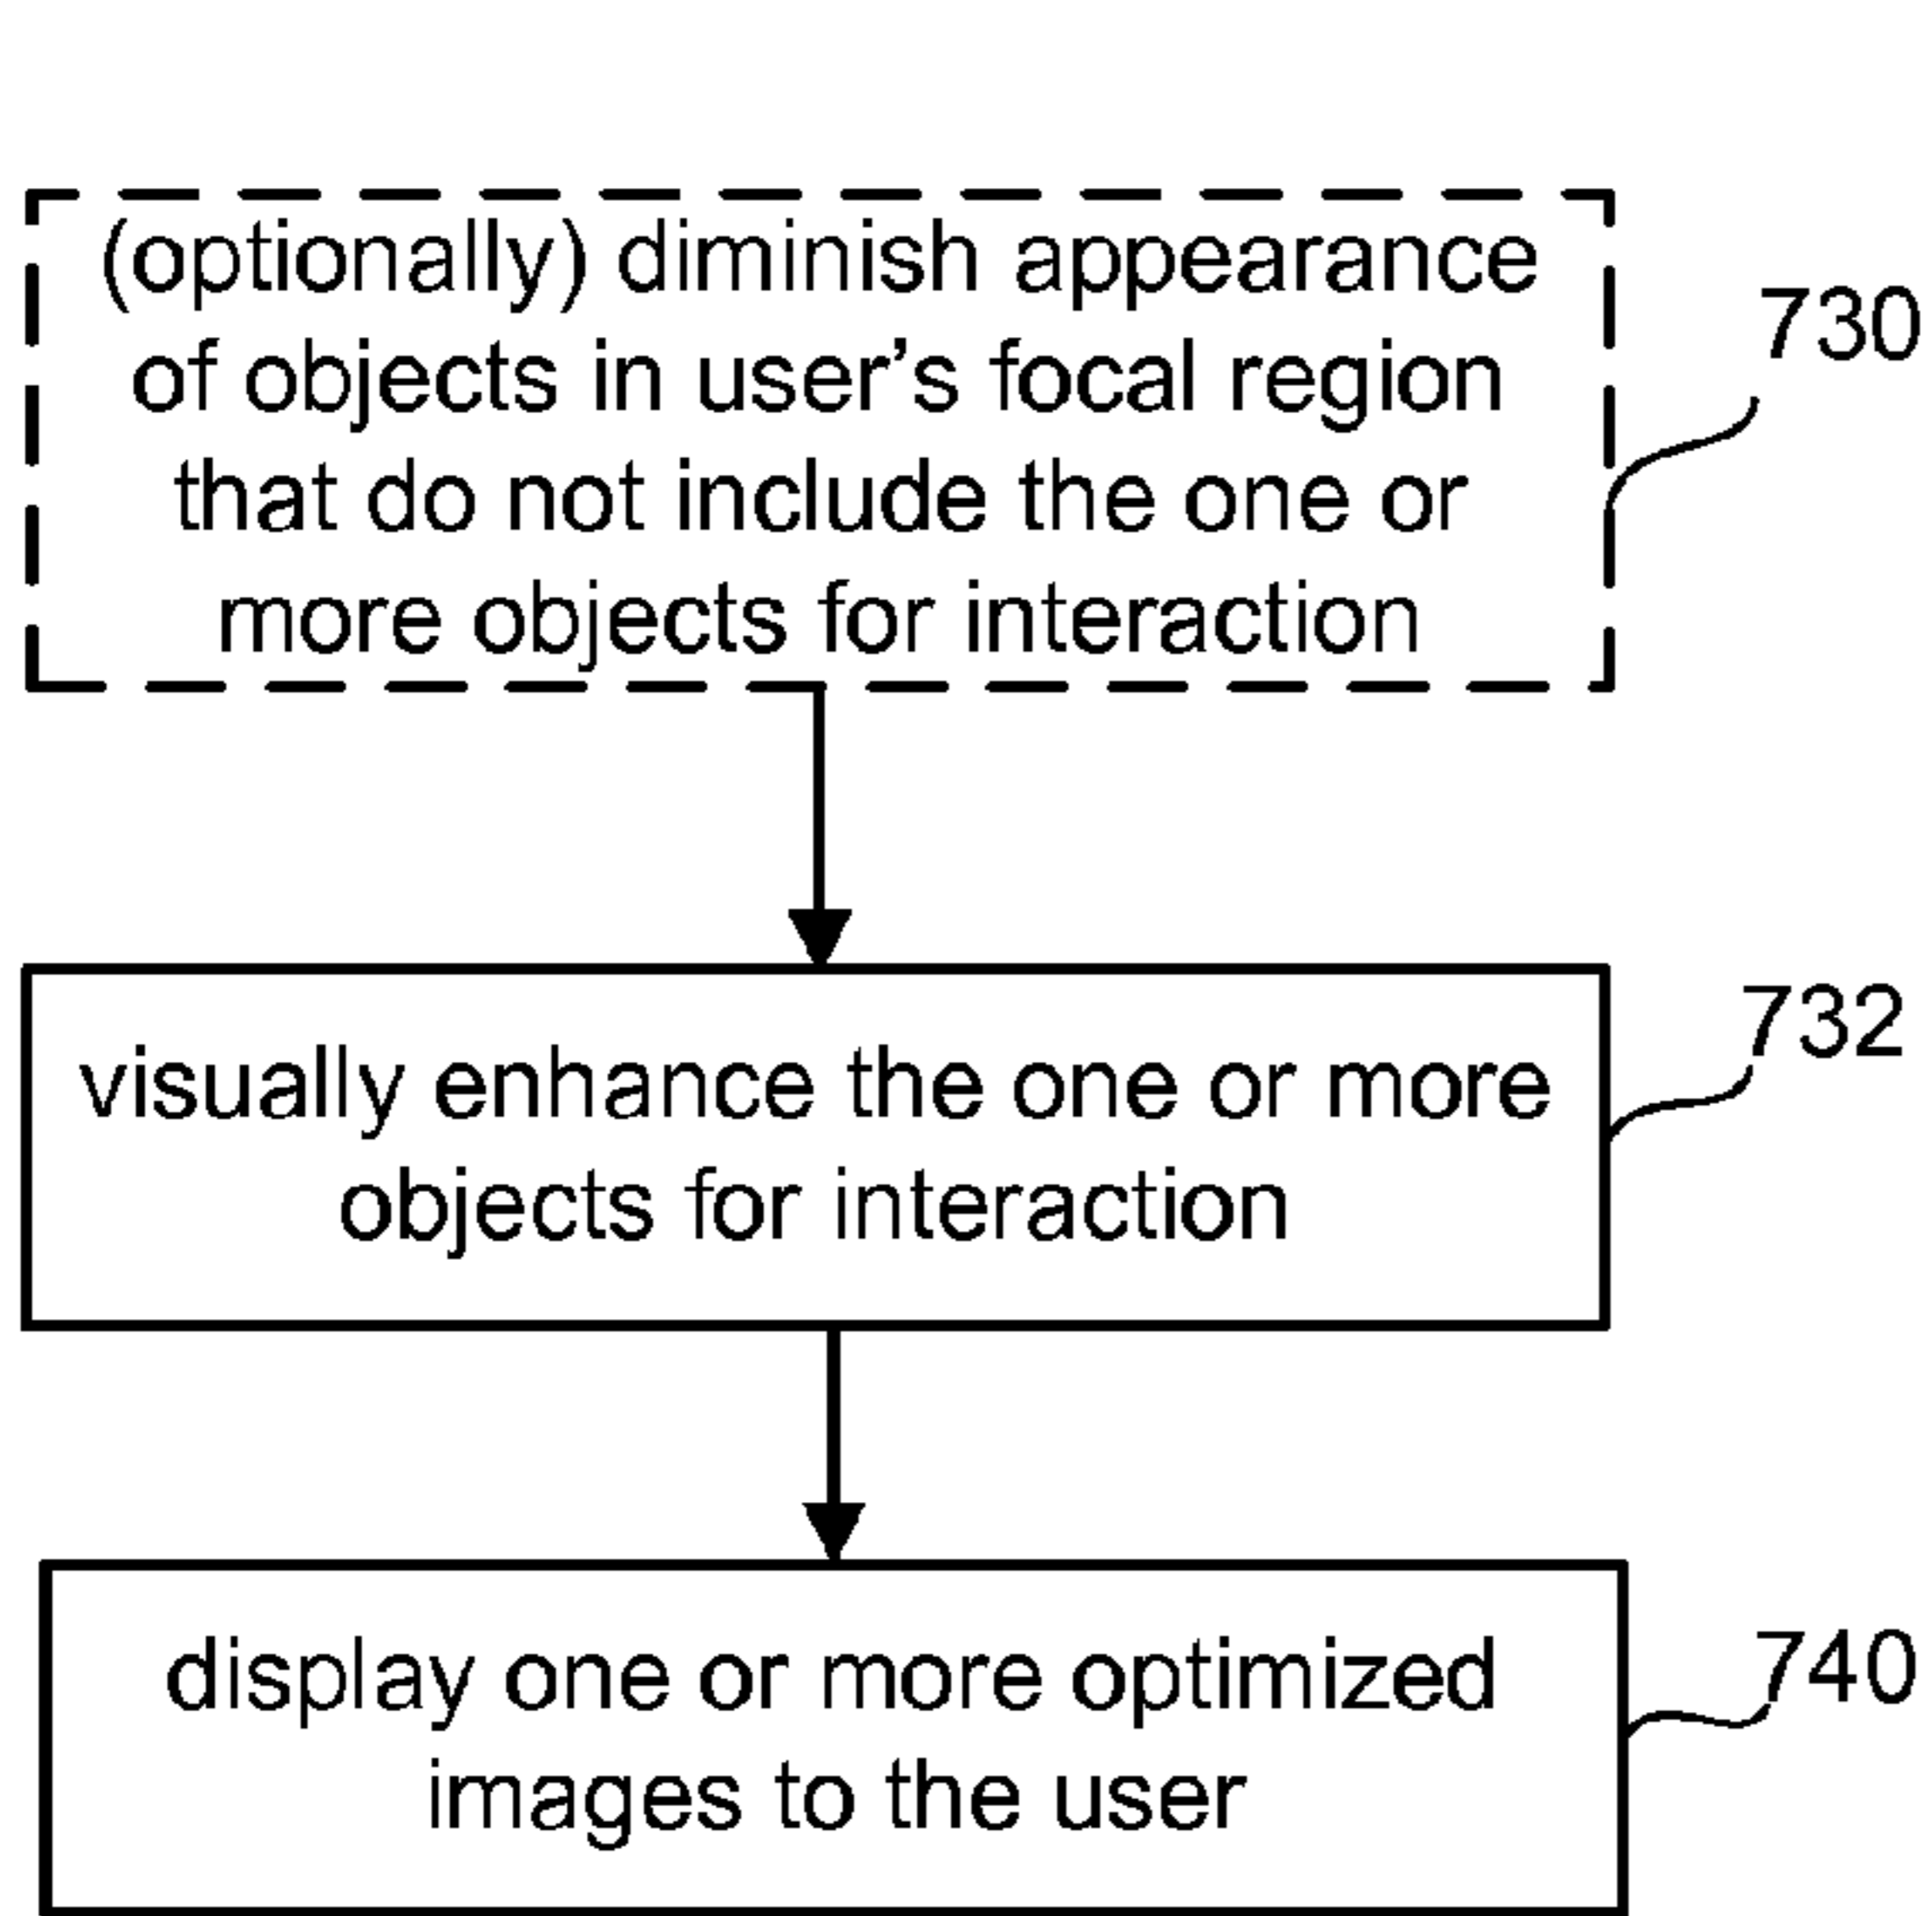 (optionally) diminish appearance
of objects in user’s focal region
that do not include the one or
more objects for interaction
730
visually enhance the one or more
objects for interaction
732
display one or more optimized
images to the user
740